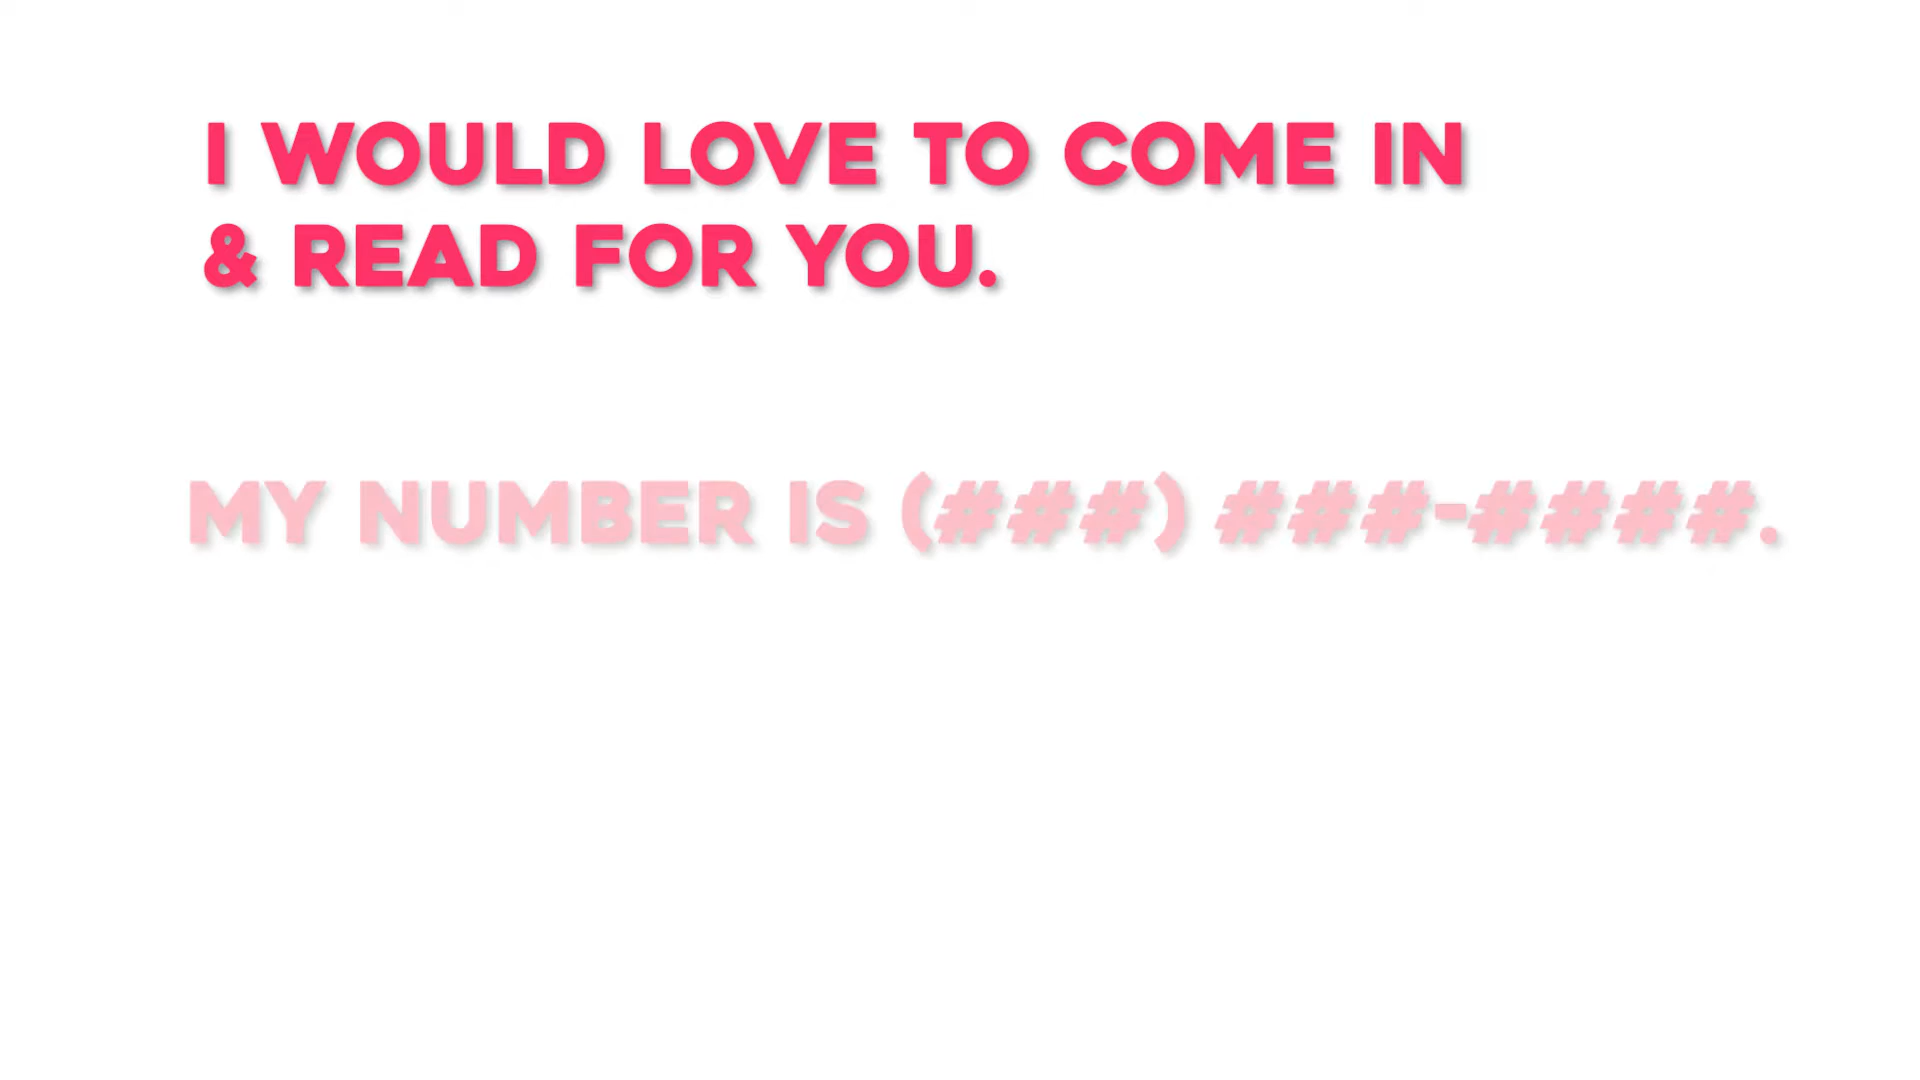 I WOULD LOVE TO COME IN
& READ FOR YOU.
MY NUMBER IS (###) ###-####.